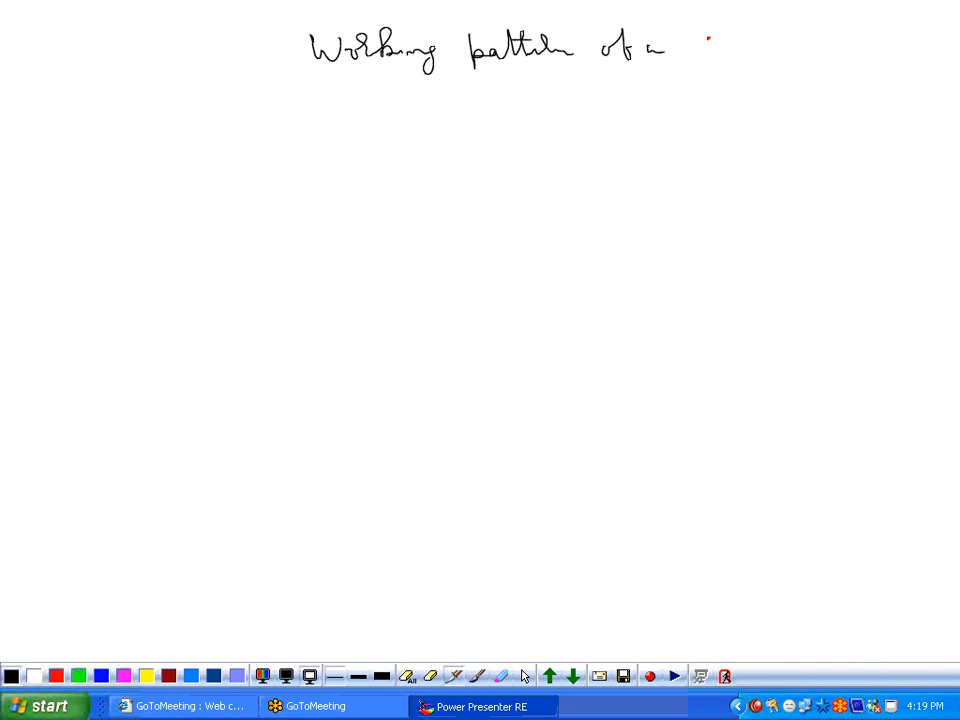 Working pattern of a
start
GoToMeeting : Web c...
GoToMeeting
Power Presenter RE
4:19 PM